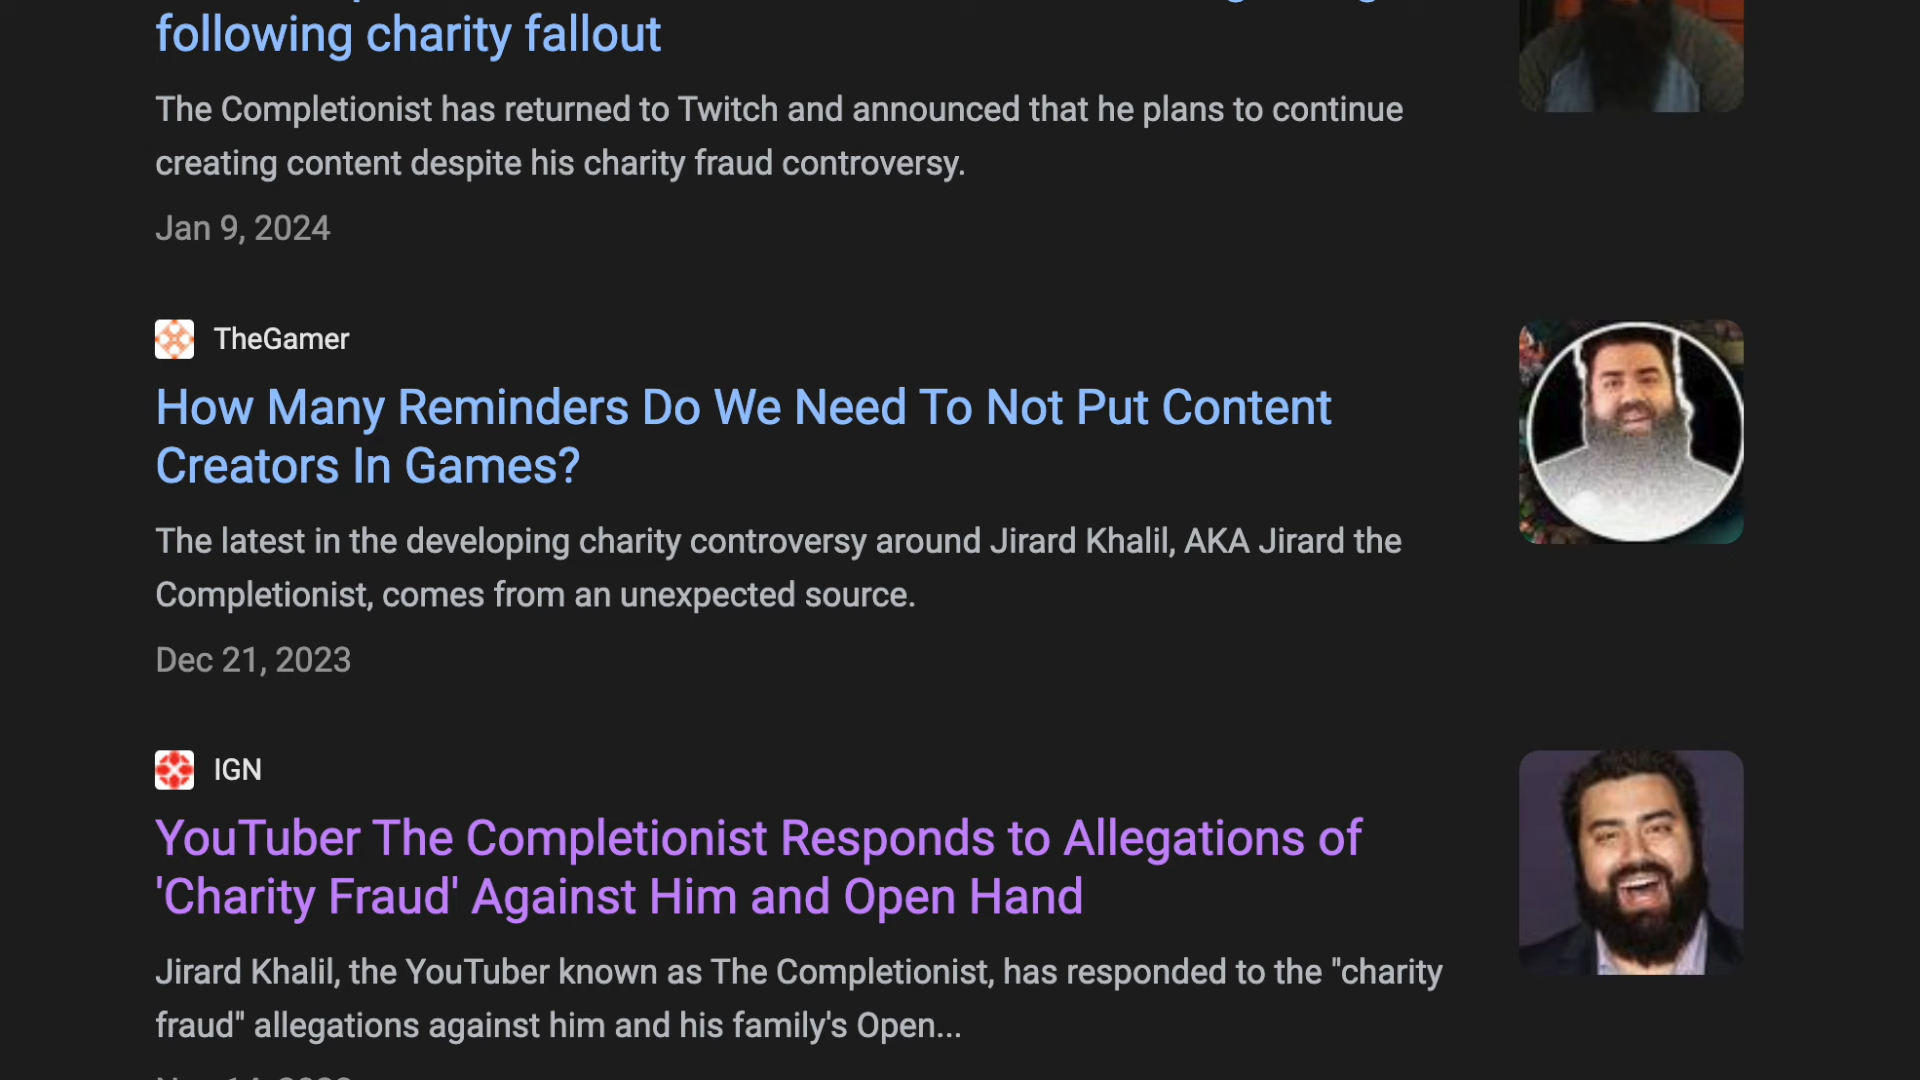 following charity fallout
The Completionist has returned to Twitch and announced that he plans to continue
creating content despite his charity fraud controversy.
Jan 9, 2024
TheGamer
How Many Reminders Do We Need To Not Put Content
Creators In Games?
The latest in the developing charity controversy around Jirard Khalil, AKA Jirard the
Completionist, comes from an unexpected source.
Dec 21, 2023
IGN
YouTuber The Completionist Responds to Allegations of
'Charity Fraud' Against Him and Open Hand
Jirard Khalil, the YouTuber known as The Completionist, has responded to the "charity
fraud" allegations against him and his family's Open...